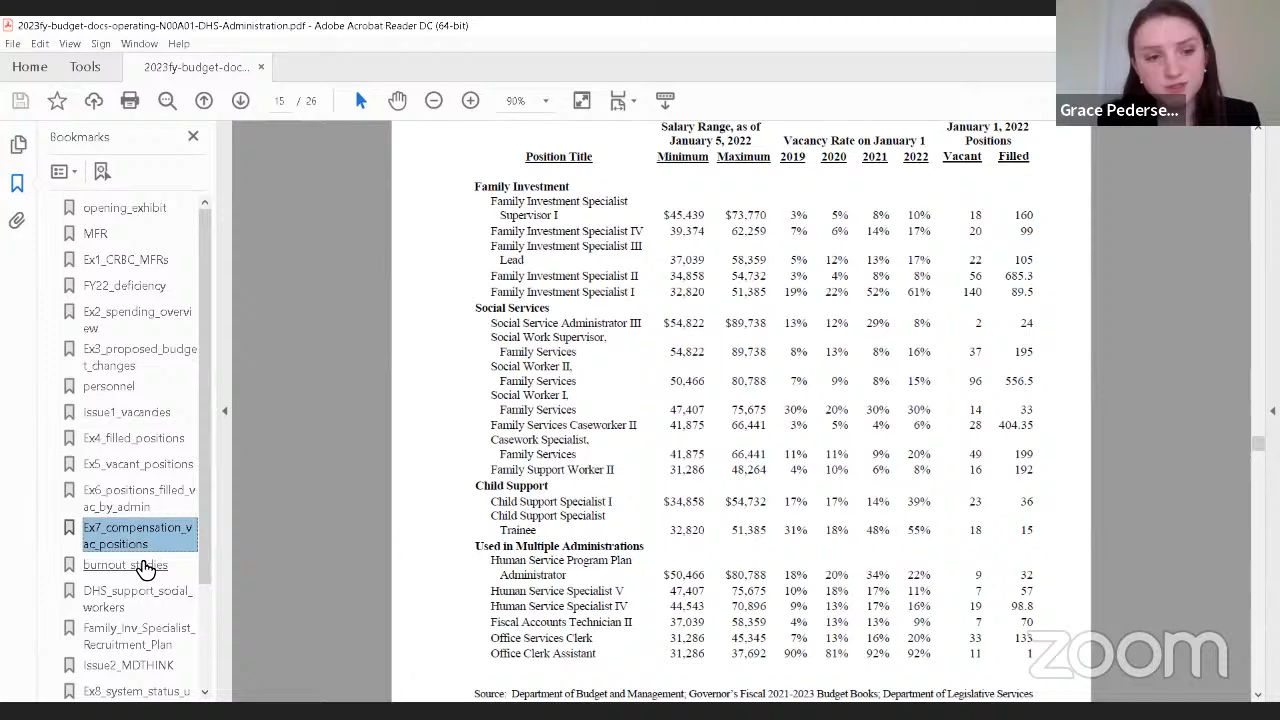 2023fy-budget-docs-operating-N00A01-DHS-Administration.pdf - Adobe Acrobat Reader DC (64-bit)
File Edit View Sign Window Help
Home Tools 2023fy-budget-doc... ×
15 / 26 90%
Grace Pederse...
Bookmarks
opening_exhibit
MFR
Ex1_CRBC_MFRs
FY22_deficiency
Ex2_spending_overvi
ew
Ex3_proposed_budge
t_changes
personnel
Issue1_vacancies
Ex4_filled_positions
Ex5_vacant_positions
Ex6_positions_filled_v
ac_by_admin
Ex7_compensation_v
ac_positions
burnout_studies
DHS_support_social_
workers
Family_Inv_Specialist_
Recruitment_Plan
Issue2_MDTHINK
Ex8_system_status_u
Salary Range, as of January 1, 2022
January 5, 2022 Vacancy Rate on January 1 Positions
Position Title Minimum Maximum 2019 2020 2021 2022 Vacant Filled
Family Investment
Family Investment Specialist
Supervisor I $45,439 $73,770 3% 5% 8% 10% 18 160
Family Investment Specialist IV 39,374 62,259 7% 6% 14% 17% 20 99
Family Investment Specialist III
Lead 37,039 58,359 5% 12% 13% 17% 22 105
Family Investment Specialist II 34,858 54,732 3% 4% 8% 8% 56 685.3
Family Investment Specialist I 32,820 51,385 19% 22% 52% 61% 140 89.5
Social Services
Social Service Administrator III $54,822 $89,738 13% 12% 29% 8% 2 24
Social Work Supervisor,
Family Services 54,822 89,738 8% 13% 8% 16% 37 195
Social Worker II,
Family Services 50,466 80,788 7% 9% 8% 15% 96 556.5
Social Worker I,
Family Services 47,407 75,675 30% 20% 30% 30% 14 33
Family Services Caseworker II 41,875 66,441 3% 5% 4% 6% 28 404.35
Casework Specialist,
Family Services 41,875 66,441 11% 11% 9% 20% 49 199
Family Support Worker II 31,286 48,264 4% 10% 6% 8% 16 192
Child Support
Child Support Specialist I $34,858 $54,732 17% 17% 14% 39% 23 36
Child Support Specialist
Trainee 32,820 51,385 31% 18% 48% 55% 18 15
Used in Multiple Administrations
Human Service Program Plan
Administrator $50,466 $80,788 18% 20% 34% 22% 9 32
Human Service Specialist V 47,407 75,675 10% 18% 17% 11% 7 57
Human Service Specialist IV 44,543 70,896 9% 13% 17% 16% 19 98.8
Fiscal Accounts Technician II 37,039 58,359 4% 13% 13% 9% 7 70
Office Services Clerk 31,286 45,345 7% 13% 16% 20% 33 133
Office Clerk Assistant 31,286 37,692 90% 81% 92% 92% 11 1
Source: Department of Budget and Management; Governor's Fiscal 2021-2023 Budget Books; Department of Legislative Services
zoom